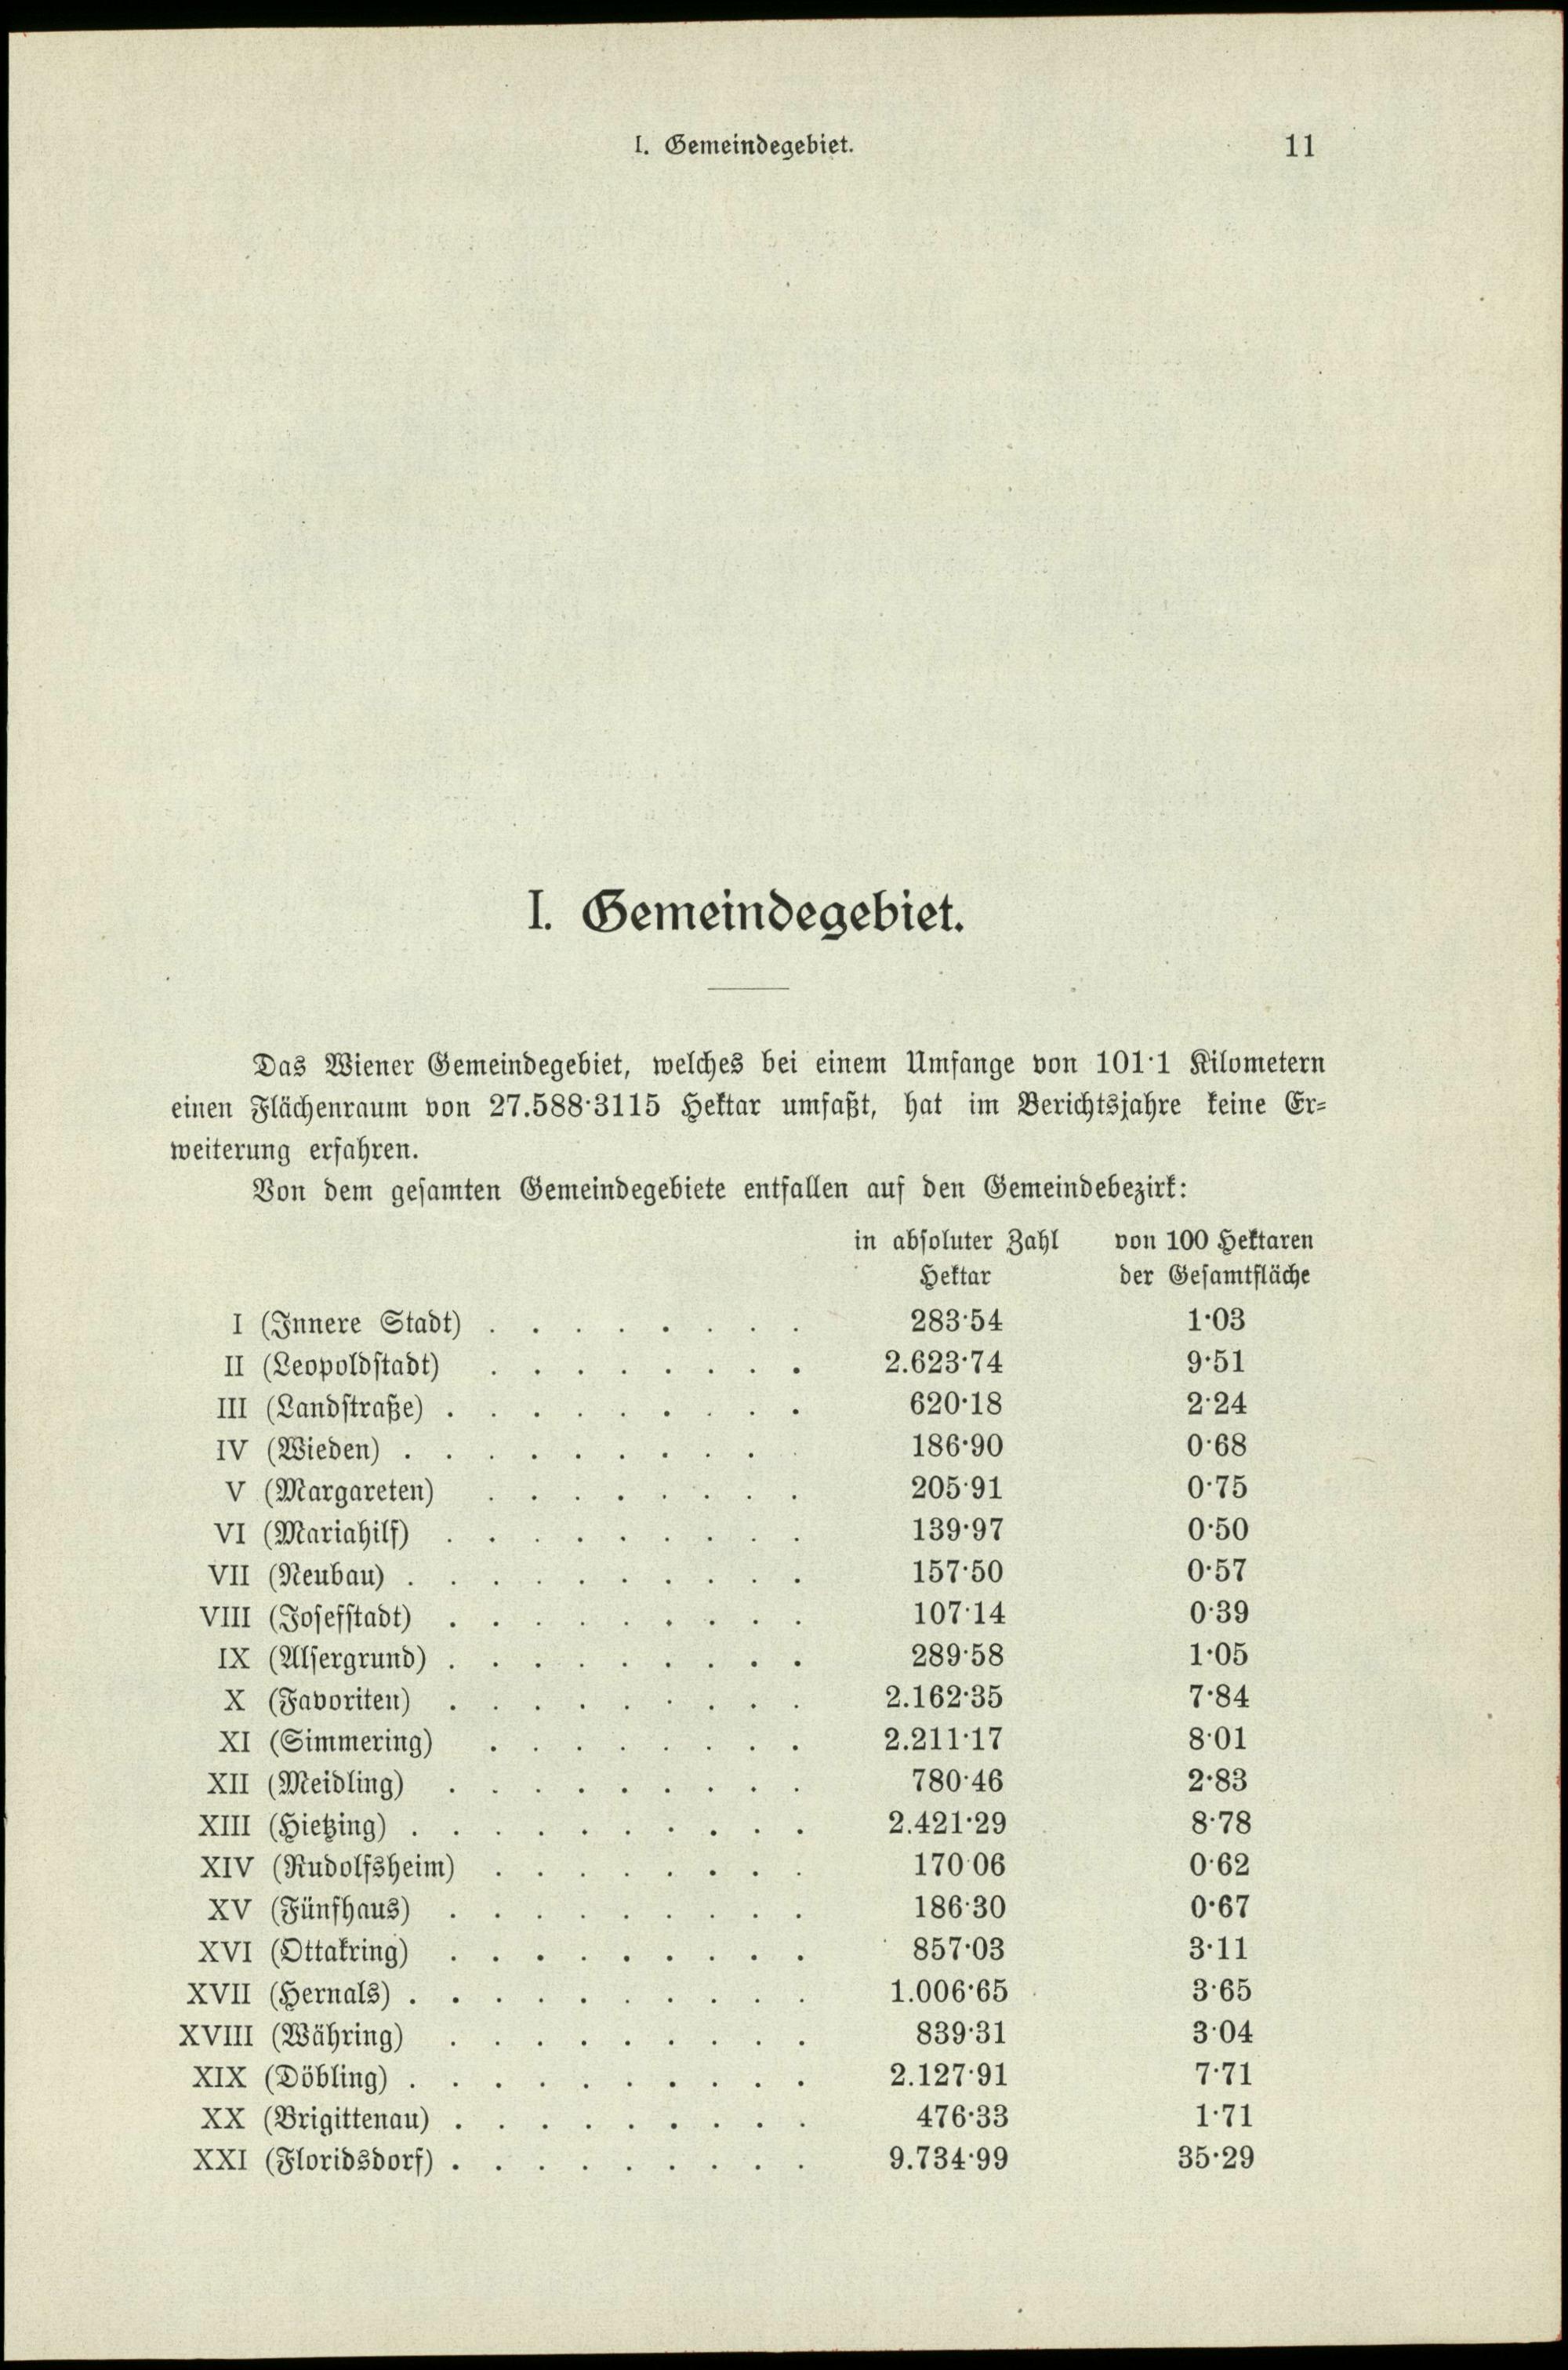 I. Gemeindegebiet. 11
I. Gemeindegebiet.
Das Wiener Gemeindegebiet, welches bei einem Umfange von 101·1 Kilometern
einen Flächenraum von 27.588·3115 Hektar umfaßt, hat im Berichtsjahre keine Er-
weiterung erfahren.
Von dem gesamten Gemeindegebiete entfallen auf den Gemeindebezirk:
in absoluter Zahl von 100 Hektaren
Hektar der Gesamtfläche
I (Innere Stadt) . . . . . . . . 283·54 1·03
II (Leopoldstadt) . . . . . . . . 2.623·74 9·51
III (Landstraße) . . . . . . . . . 620·18 2·24
IV (Wieden) . . . . . . . . . 186·90 0·68
V (Margareten) . . . . . . . . 205·91 0·75
VI (Mariahilf) . . . . . . . . . 139·97 0·50
VII (Neubau) . . . . . . . . . . 157·50 0·57
VIII (Josefstadt) . . . . . . . . . 107·14 0·39
IX (Alsergrund) . . . . . . . . . 289·58 1·05
X (Favoriten) . . . . . . . . . 2.162·35 7·84
XI (Simmering) . . . . . . . . 2.211·17 8·01
XII (Meidling) . . . . . . . . . 780·46 2·83
XIII (Hietzing) . . . . . . . . . . 2.421·29 8·78
XIV (Rudolfsheim) . . . . . . . . 170·06 0·62
XV (Fünfhaus) . . . . . . . . . 186·30 0·67
XVI (Ottakring) . . . . . . . . . 857·03 3·11
XVII (Hernals) . . . . . . . . . . 1.006·65 3·65
XVIII (Währing) . . . . . . . . . 839·31 3·04
XIX (Döbling) . . . . . . . . . . 2.127·91 7·71
XX (Brigittenau) . . . . . . . . . 476·33 1·71
XXI (Floridsdorf) . . . . . . . . . 9.734·99 35·29